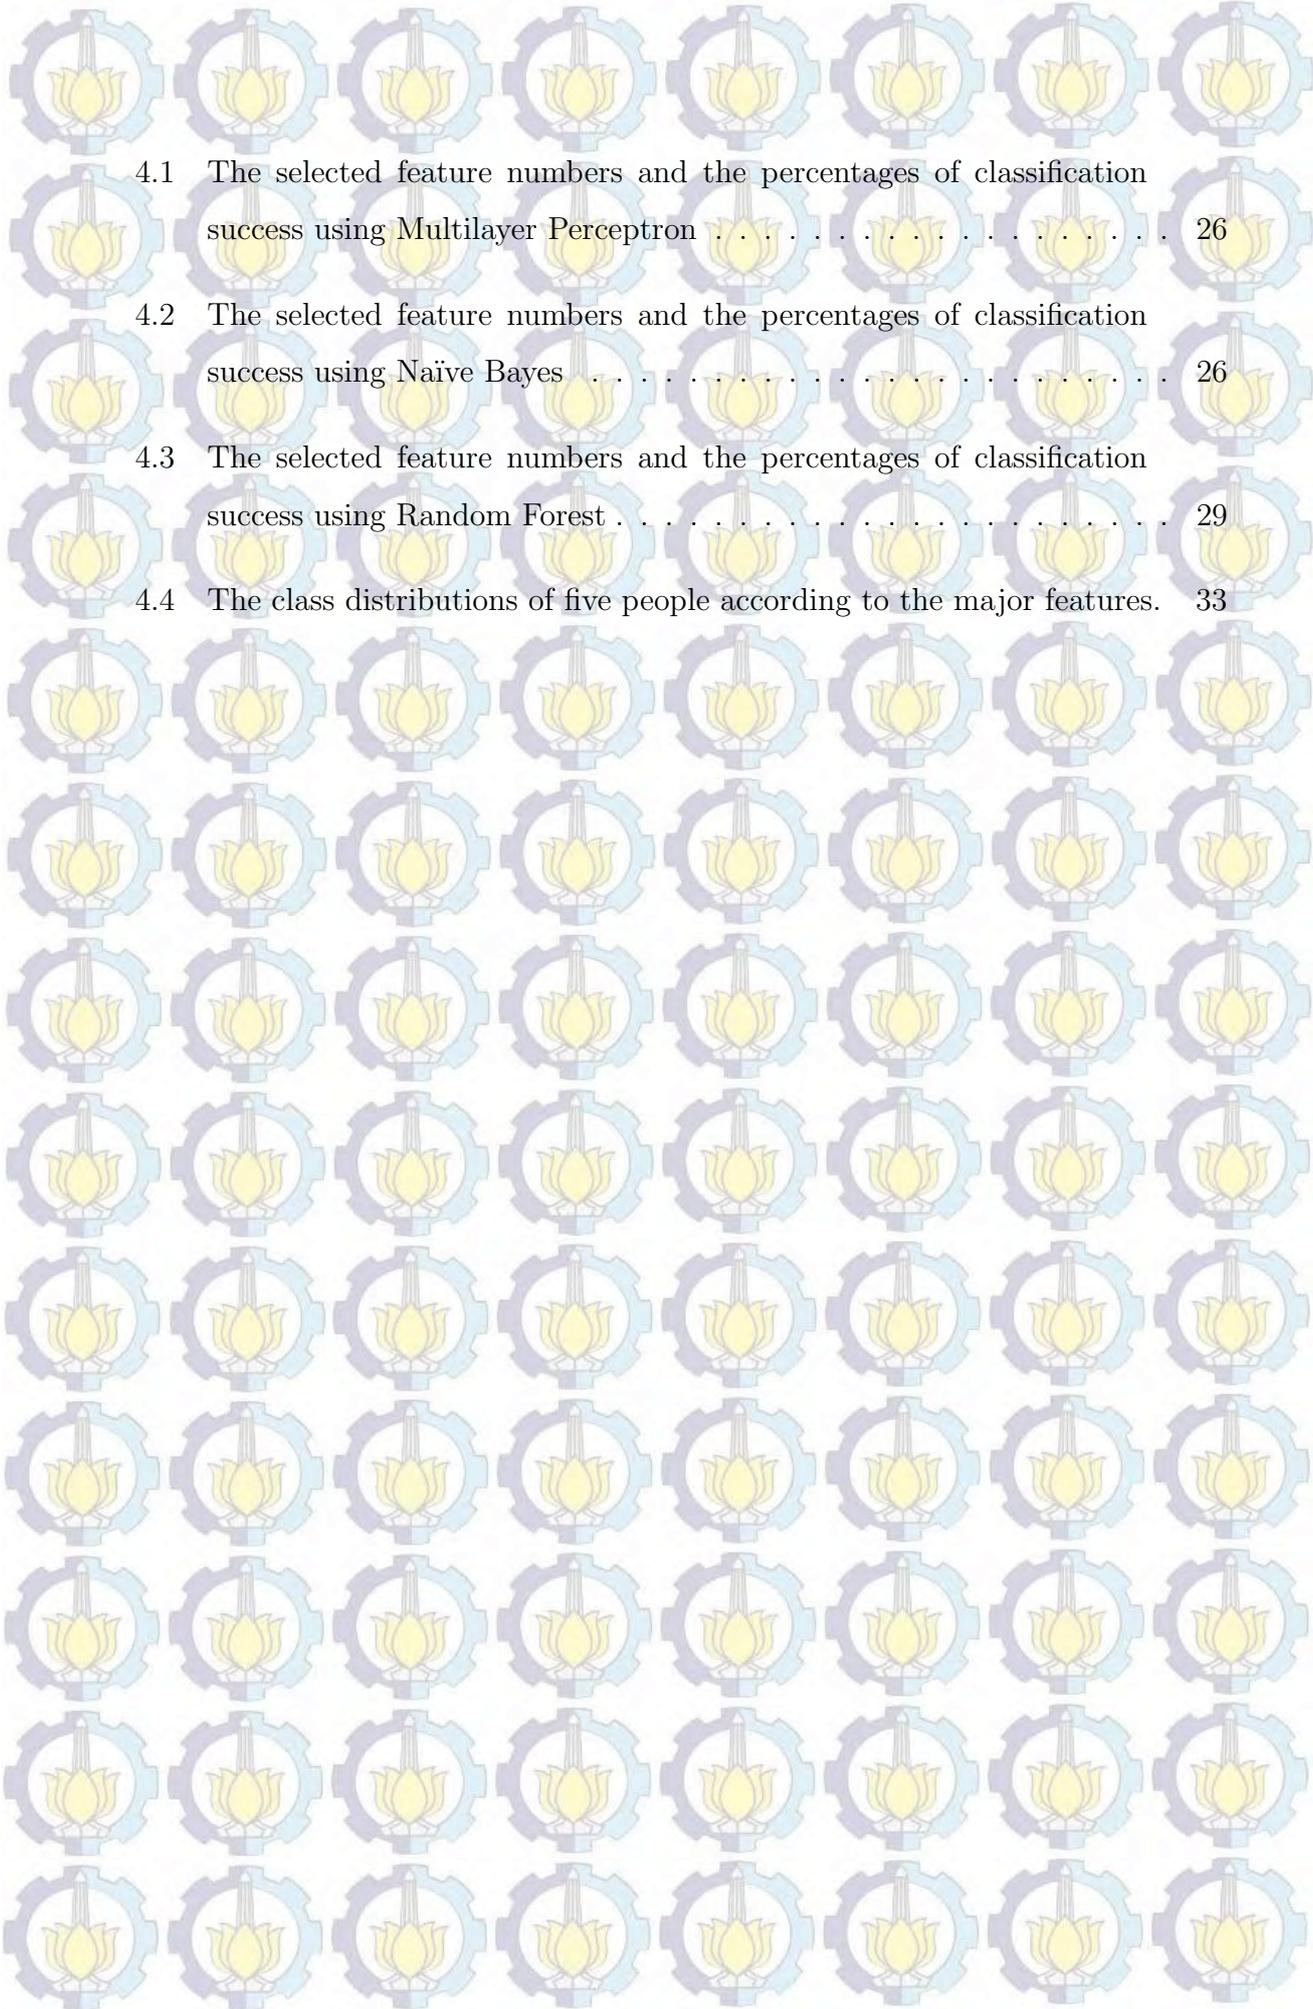 4.1 The selected feature numbers and the percentages of classification
success using Multilayer Perceptron . . . . . . . . . . . . . . . . . . . 26
4.2 The selected feature numbers and the percentages of classification
success using Naïve Bayes . . . . . . . . . . . . . . . . . . . . . . . . 26
4.3 The selected feature numbers and the percentages of classification
success using Random Forest . . . . . . . . . . . . . . . . . . . . . . . 29
4.4 The class distributions of five people according to the major features. 33